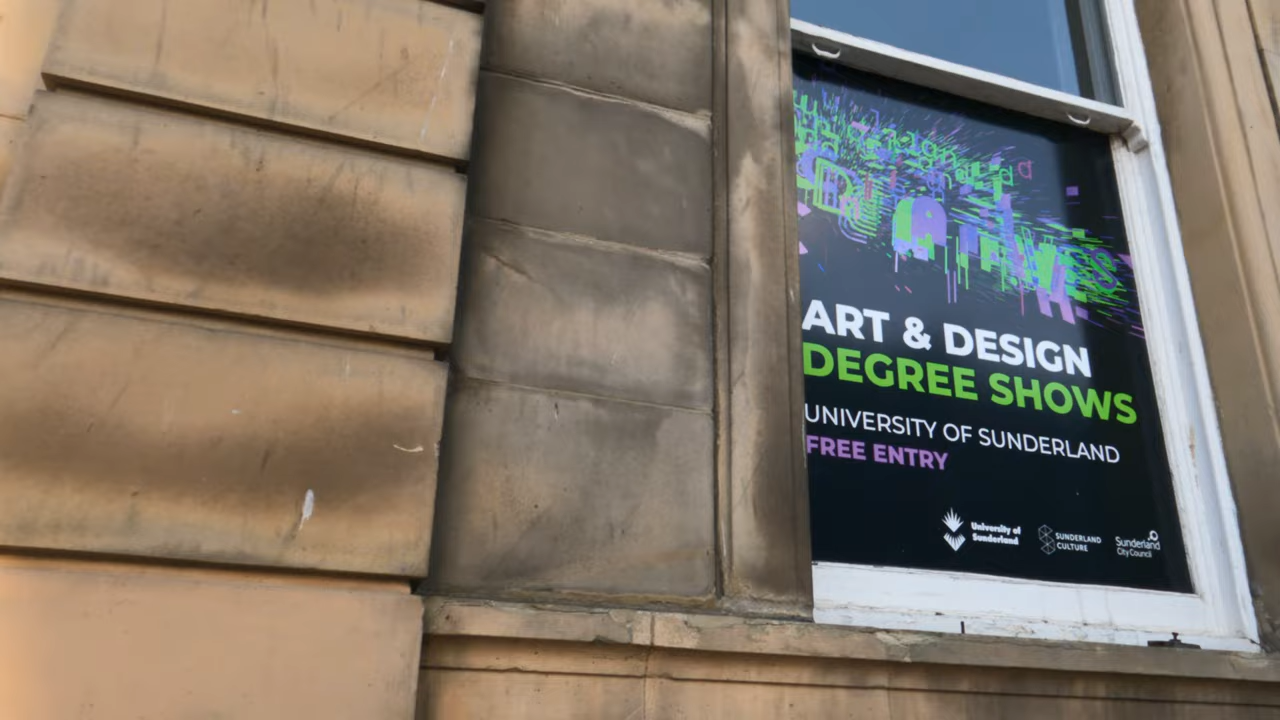 ART & DESIGN
DEGREE SHOWS
UNIVERSITY OF SUNDERLAND
FREE ENTRY
University of
Sunderland
SUNDERLAND
CULTURE
Sunderland
City Council